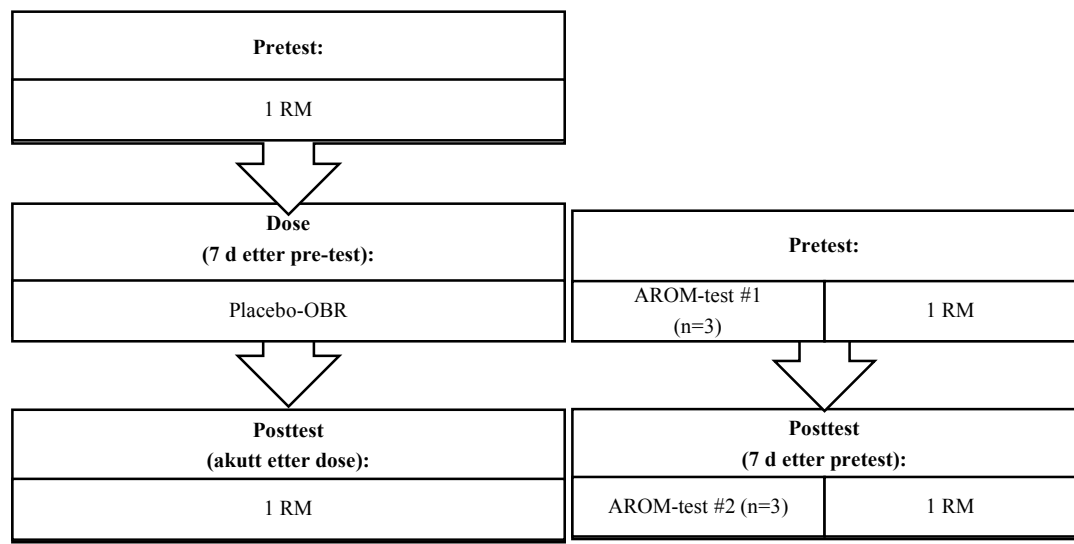 Pretest:
1 RM
Dose
(7 d etter pre-test):
Placebo-OBR
Posttest
(akutt etter dose):
1 RM
Pretest:
AROM-test #1
(n=3)
1 RM
Posttest
(7 d etter pretest):
AROM-test #2 (n=3)
1 RM